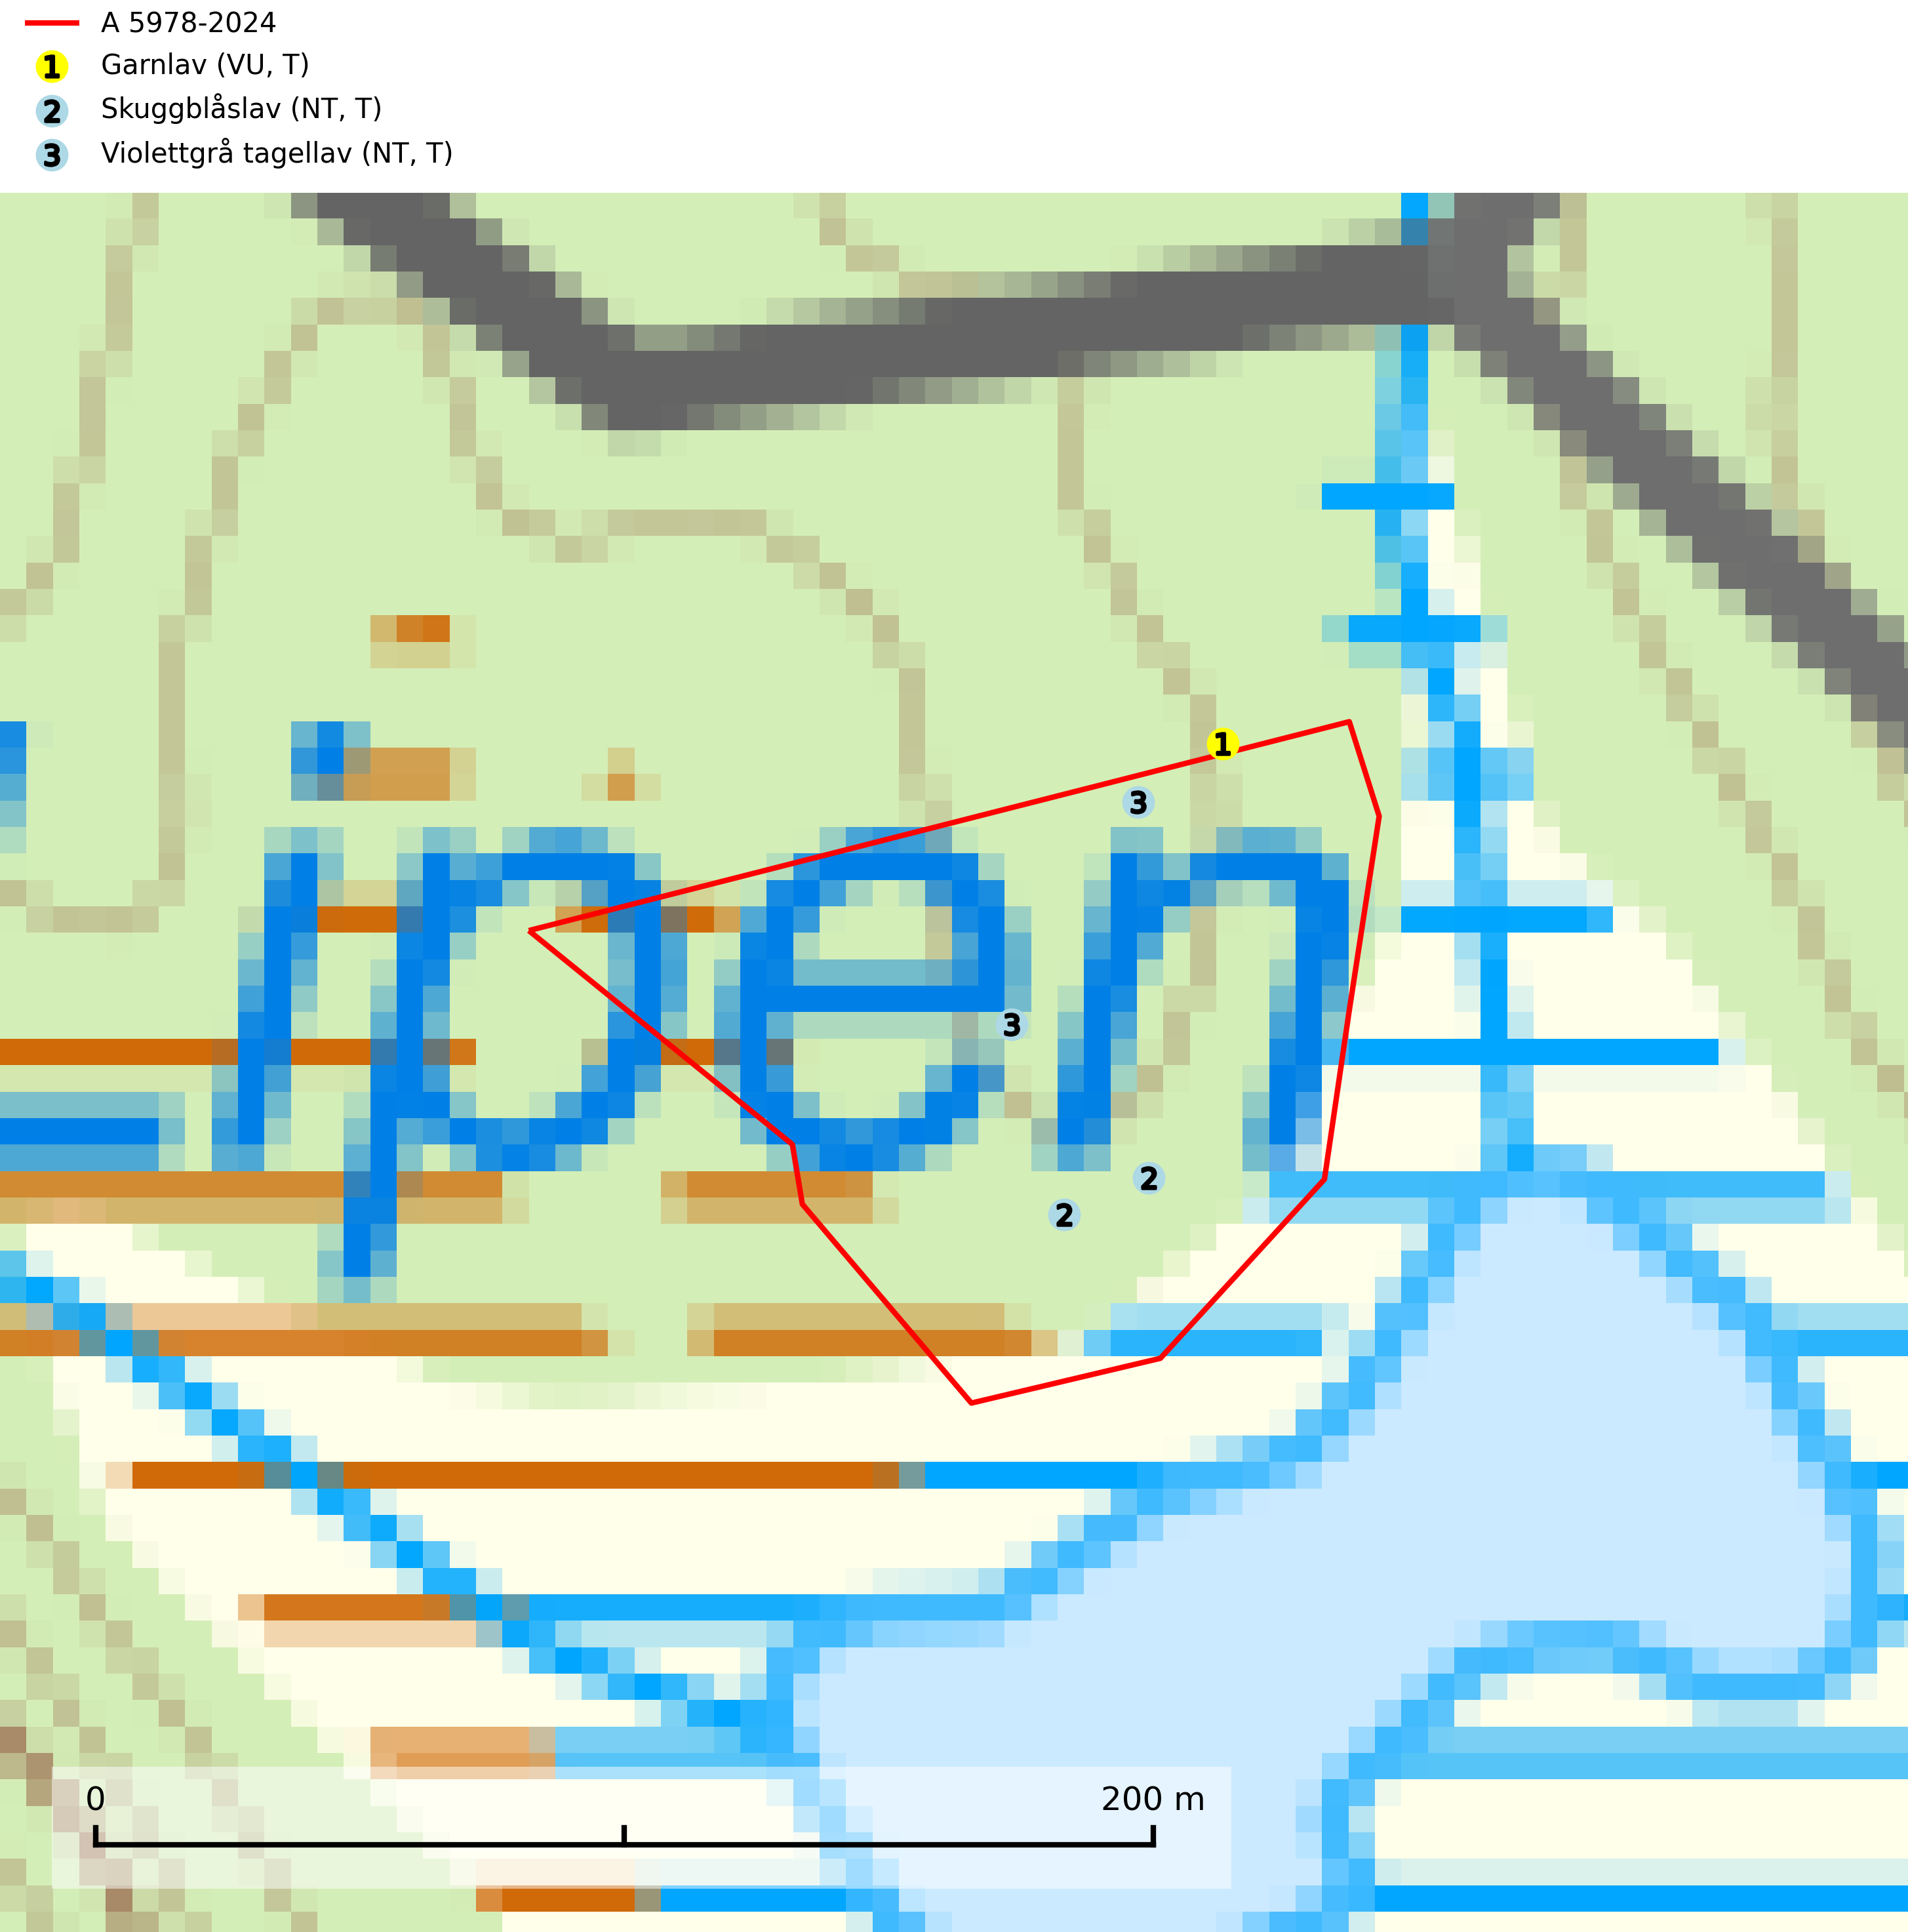 A 5978-2024
1 Garnlav (VU, T)
2 Skuggblåslav (NT, T)
3 Violettgrå tagellav (NT, T)
1
3
3
2
2
0 200 m